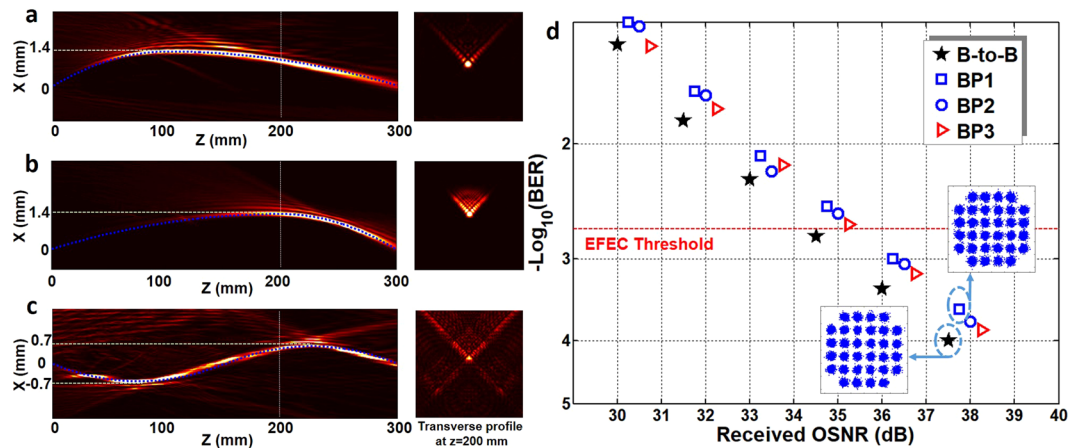 a
X (mm)
1.4
0
0 100 200 300
Z (mm)
b
X (mm)
1.4
0
0 100 200 300
Z (mm)
c
X (mm)
0.7
0
-0.7
0 100 200 300
Z (mm)
Transverse profile
at z=200 mm
d
B-to-B
BP1
BP2
BP3
-Log10(BER)
2
3
4
5
EFEC Threshold
30 31 32 33 34 35 36 37 38 39 40
Received OSNR (dB)